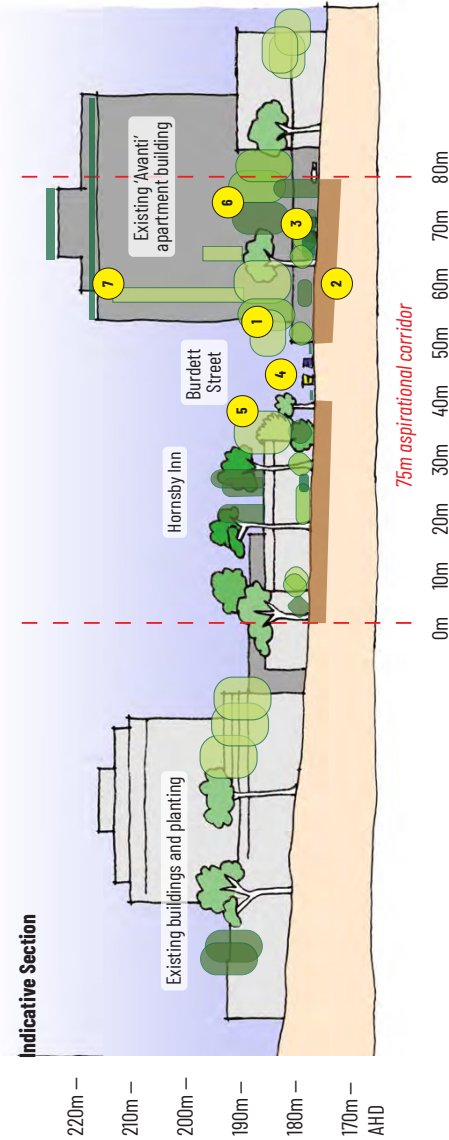 Indicative Section
220m
210m
200m
190m
180m
170m
AHD
Existing buildings and planting
Hornsby Inn
Burdett
Street
Existing ‘Avanti’
apartment building
7
6
5
1
4
3
2
75m aspirational corridor
0m
10m
20m
30m
40m
50m
60m
70m
80m